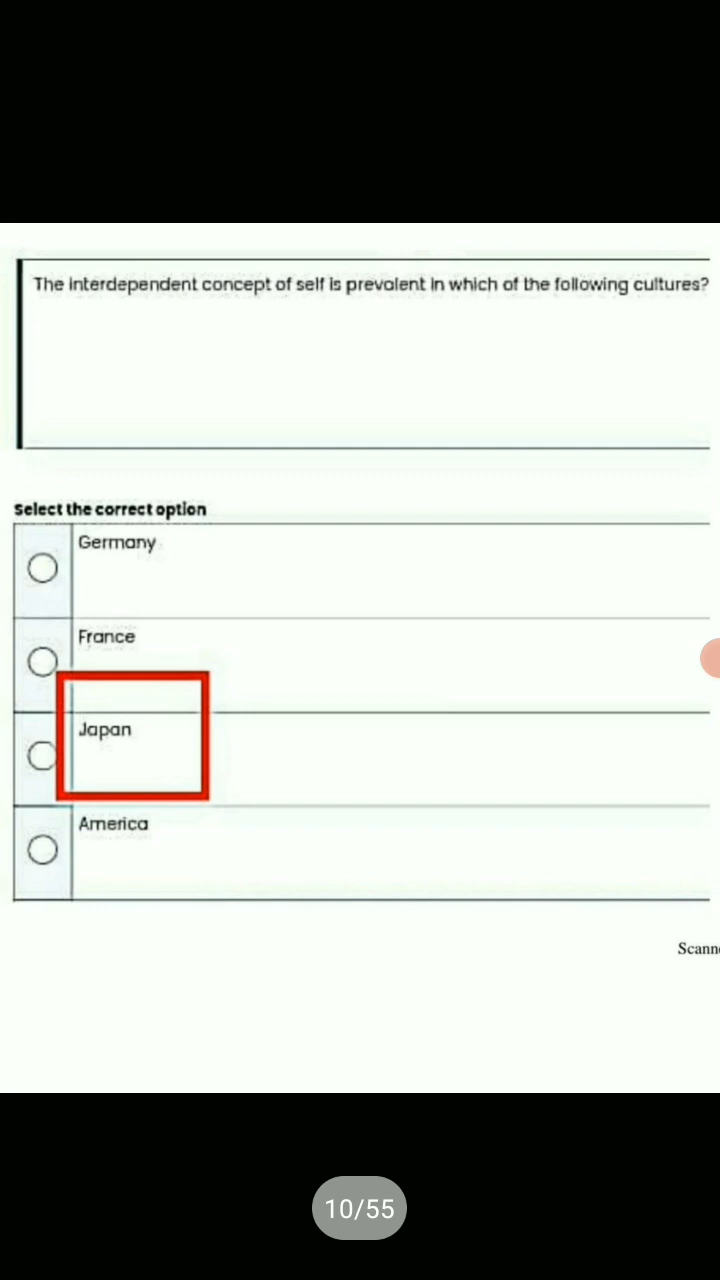 The interdependent concept of self is prevalent in which of the following cultures?
Select the correct option
Germany
France
Japan
America
10/55